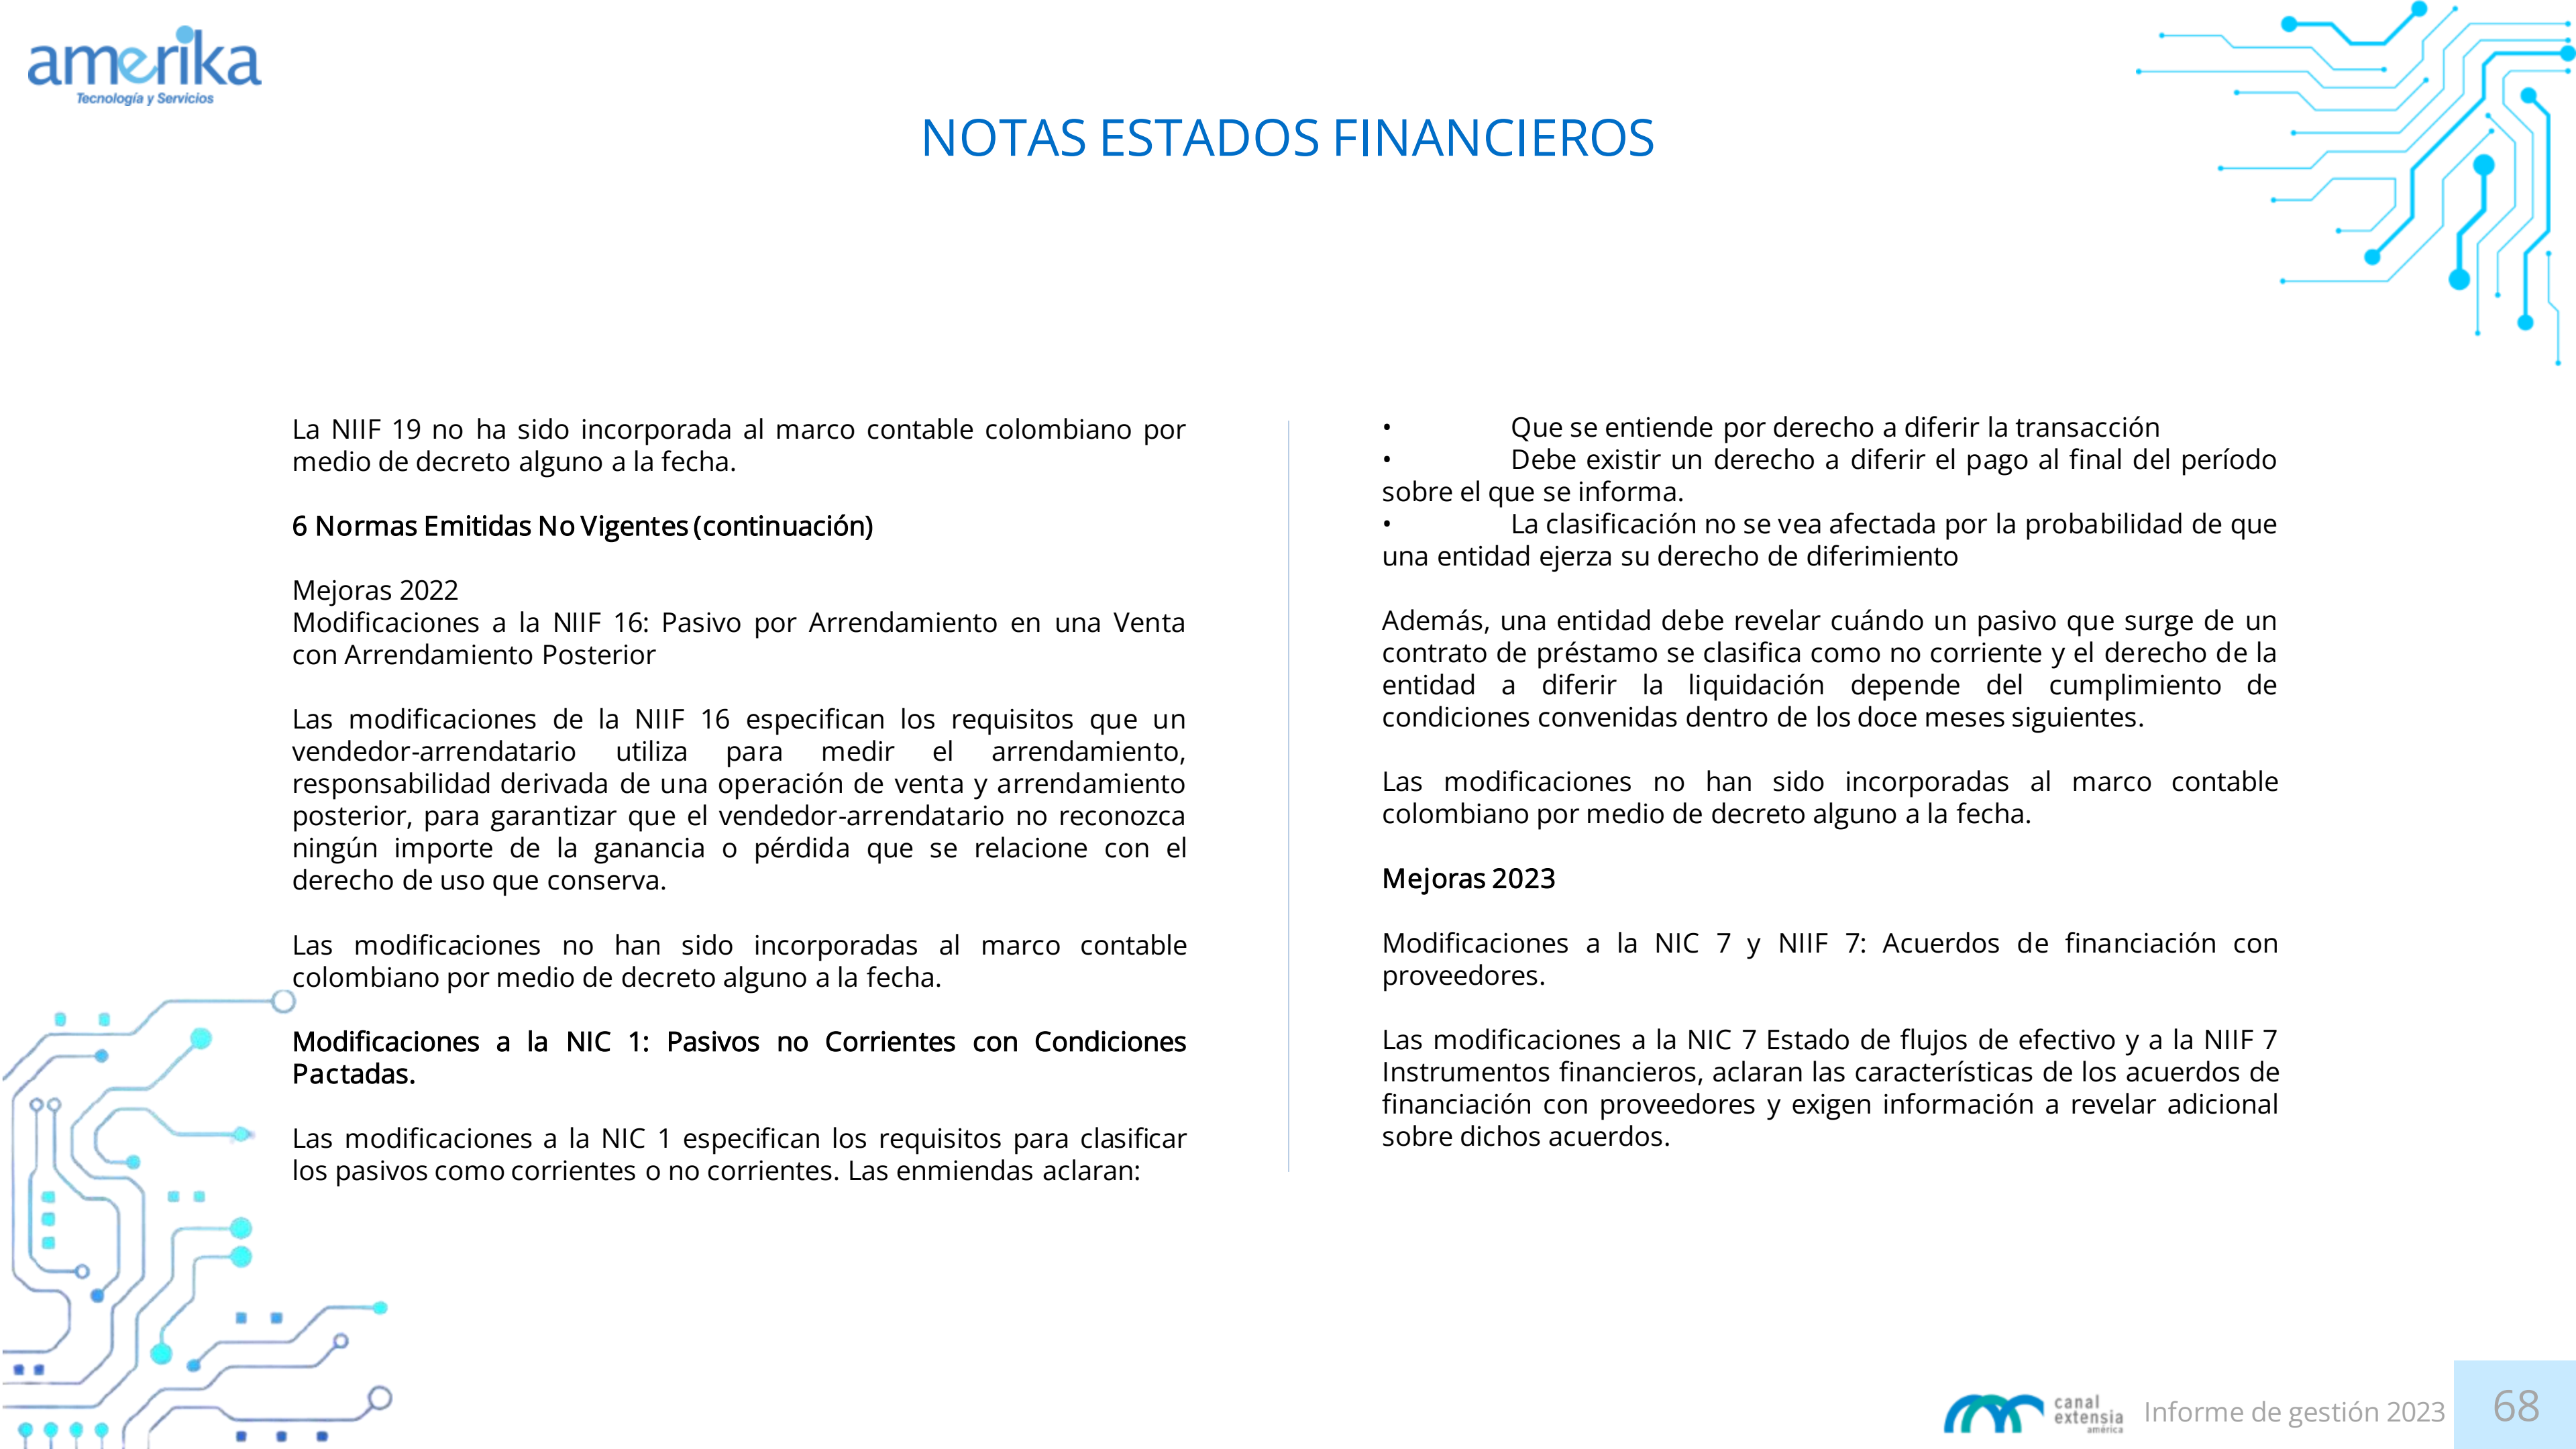 amerika
Tecnología y Servicios
NOTAS ESTADOS FINANCIEROS
La NIIF 19 no ha sido incorporada al marco contable colombiano por
medio de decreto alguno a la fecha.
6 Normas Emitidas No Vigentes (continuación)
Mejoras 2022
Modificaciones a la NIIF 16: Pasivo por Arrendamiento en una Venta
con Arrendamiento Posterior
Las modificaciones de la NIIF 16 especifican los requisitos que un
vendedor-arrendatario utiliza para medir el arrendamiento,
responsabilidad derivada de una operación de venta y arrendamiento
posterior, para garantizar que el vendedor-arrendatario no reconozca
ningún importe de la ganancia o pérdida que se relacione con el
derecho de uso que conserva.
Las modificaciones no han sido incorporadas al marco contable
colombiano por medio de decreto alguno a la fecha.
Modificaciones a la NIC 1: Pasivos no Corrientes con Condiciones
Pactadas.
Las modificaciones a la NIC 1 especifican los requisitos para clasificar
los pasivos como corrientes o no corrientes. Las enmiendas aclaran:
• Que se entiende por derecho a diferir la transacción
• Debe existir un derecho a diferir el pago al final del período
sobre el que se informa.
• La clasificación no se vea afectada por la probabilidad de que
una entidad ejerza su derecho de diferimiento
Además, una entidad debe revelar cuándo un pasivo que surge de un
contrato de préstamo se clasifica como no corriente y el derecho de la
entidad a diferir la liquidación depende del cumplimiento de
condiciones convenidas dentro de los doce meses siguientes.
Las modificaciones no han sido incorporadas al marco contable
colombiano por medio de decreto alguno a la fecha.
Mejoras 2023
Modificaciones a la NIC 7 y NIIF 7: Acuerdos de financiación con
proveedores.
Las modificaciones a la NIC 7 Estado de flujos de efectivo y a la NIIF 7
Instrumentos financieros, aclaran las características de los acuerdos de
financiación con proveedores y exigen información a revelar adicional
sobre dichos acuerdos.
canal
extensia
américa
Informe de gestión 2023
68